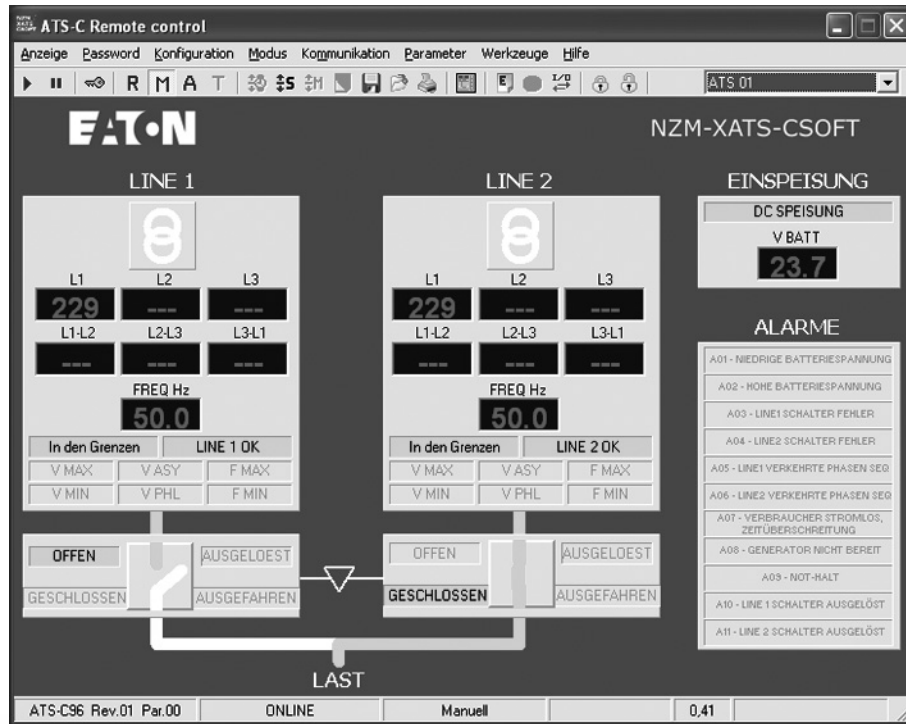 ATS-C Remote control
Anzeige Password Konfiguration Modus Kommunikation Parameter Werkzeuge Hilfe
R M A T S M E I/O ATS 01
EATON NZM-XATS-CSOFT
LINE 1 LINE 2 EINSPEISUNG
DC SPEISUNG
V BATT
23.7
L1 L2 L3 L1 L2 L3
229 --- --- 229 --- ---
L1-L2 L2-L3 L3-L1 L1-L2 L2-L3 L3-L1
--- --- --- --- --- ---
FREQ Hz FREQ Hz
50.0 50.0
In den Grenzen LINE 1 OK In den Grenzen LINE 2 OK
V MAX V ASY F MAX V MAX V ASY F MAX
V MIN V PHL F MIN V MIN V PHL F MIN
ALARME
A01 - NIEDRIGE BATTERIESPANNUNG
A02 - HOHE BATTERIESPANNUNG
A03 - LINE1 SCHALTER FEHLER
A04 - LINE2 SCHALTER FEHLER
A05 - LINE1 VERKEHRTE PHASEN SEQ
A06 - LINE2 VERKEHRTE PHASEN SEQ
A07 - VERBRAUCHER STROMLOS,
ZEITÜBERSCHREITUNG
A08 - GENERATOR NICHT BEREIT
A09 - NOT-HALT
A10 - LINE 1 SCHALTER AUSGELÖST
A11 - LINE 2 SCHALTER AUSGELÖST
OFFEN AUSGELOEST OFFEN AUSGELOEST
GESCHLOSSEN AUSGEFAHREN GESCHLOSSEN AUSGEFAHREN
LAST
ATS-C96 Rev.01 Par.00 ONLINE Manuell 0,41